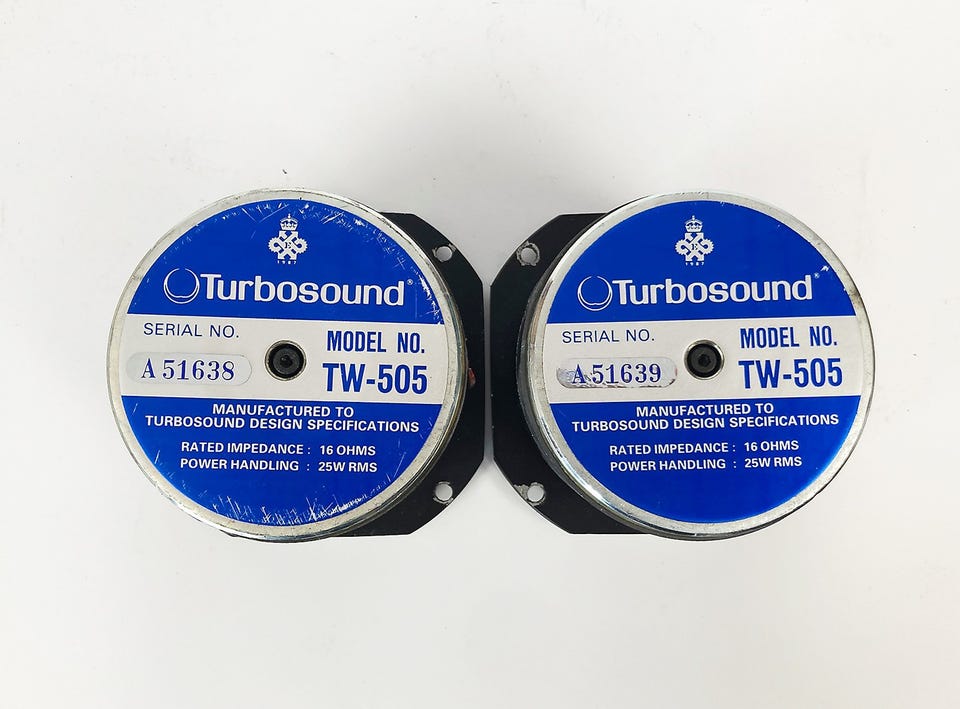 E
1987
Turbosound®
SERIAL NO.
A 51638
MODEL NO.
TW-505
MANUFACTURED TO
TURBOSOUND DESIGN SPECIFICATIONS
RATED IMPEDANCE : 16 OHMS
POWER HANDLING : 25W RMS
E
1987
Turbosound®
SERIAL NO.
A 51639
MODEL NO.
TW-505
MANUFACTURED TO
TURBOSOUND DESIGN SPECIFICATIONS
RATED IMPEDANCE : 16 OHMS
POWER HANDLING : 25W RMS